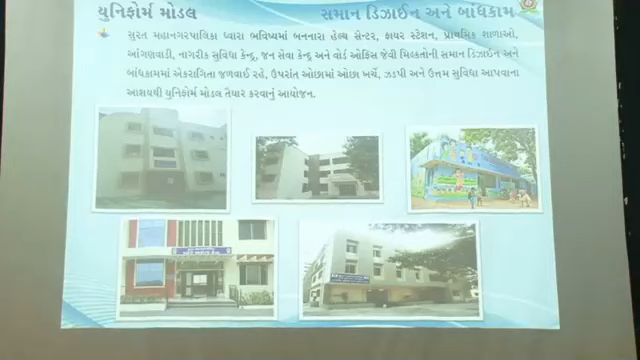 યુનિફોર્મ મોડલ
સમાન ડિઝાઈન અને બાંધકામ
સુરત મહાનગરપાલિકા ધ્વારા ભવિષ્યમાં બનનારા હેલ્થ સેન્ટર, ફાયર સ્ટેશન, પ્રાથમિક શાળાઓ,
આંગણવાડી, નાગરીક સુવિધા કેન્દ્ર, જન સેવા કેન્દ્ર અને વોર્ડ ઓફિસ જેવી મિલ્કતોની સમાન ડિઝાઈન અને
બાંધકામમાં એકરાગિતા જળવાઈ રહે, ઉપરાંત ઓછામાં ઓછા ખર્ચે, ઝડપી અને ઉત્તમ સુવિધા આપવાના
આશયથી યુનિફોર્મ મોડલ તૈયાર કરવાનું આયોજન.